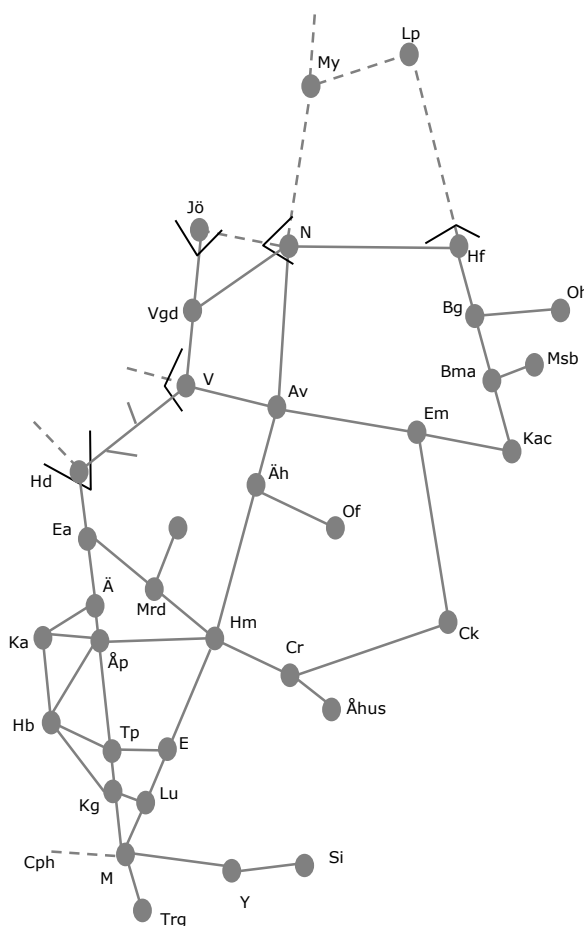 Lp
My
Jö
N
Hf
Vgd
Bg
Oh
Msb
Bma
V
Av
Em
Kac
Hd
Äh
Of
Ea
Ä
Mrd
Hm
Ka
Åp
Cr
Ck
Åhus
Hb
Tp
E
Kg
Lu
Cph
M
Si
Y
Trg